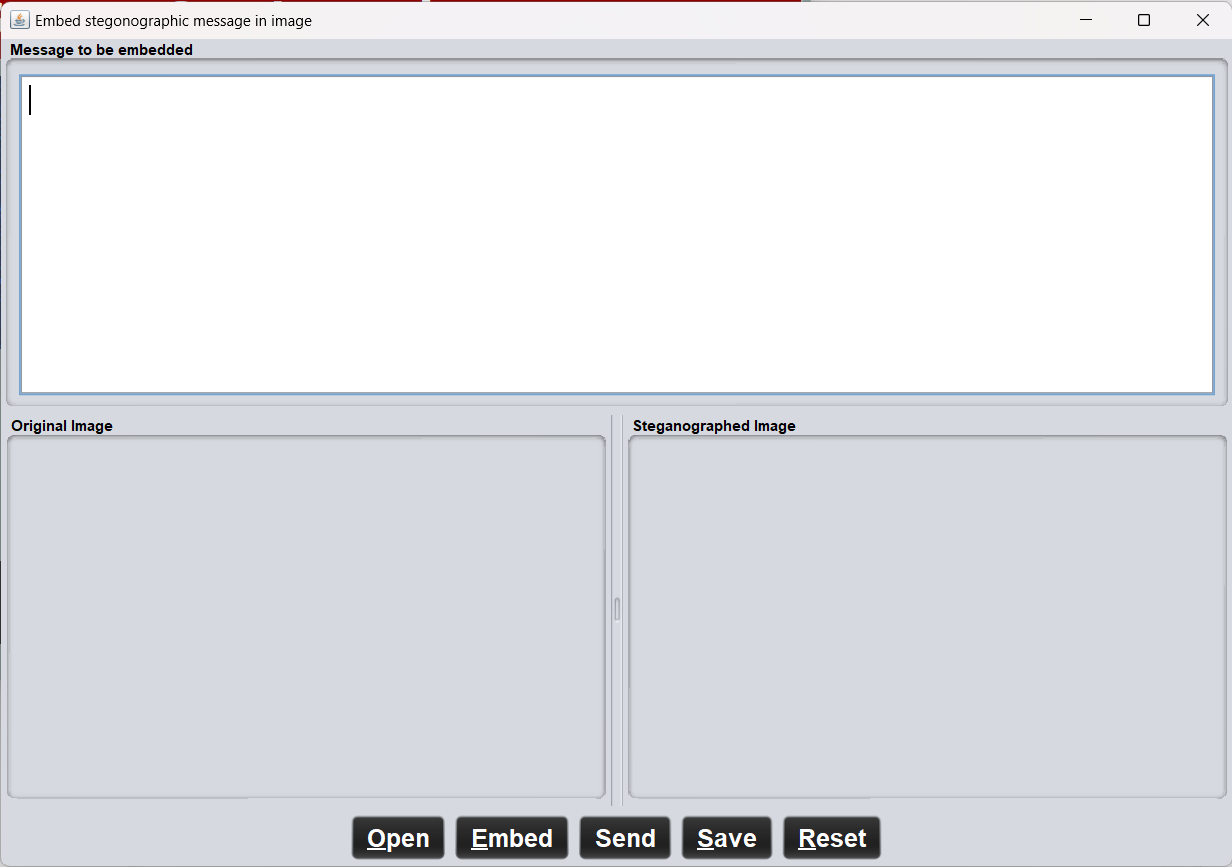 Embed stegonographic message in image
Message to be embedded
Original Image
Steganographed Image
Open Embed Send Save Reset